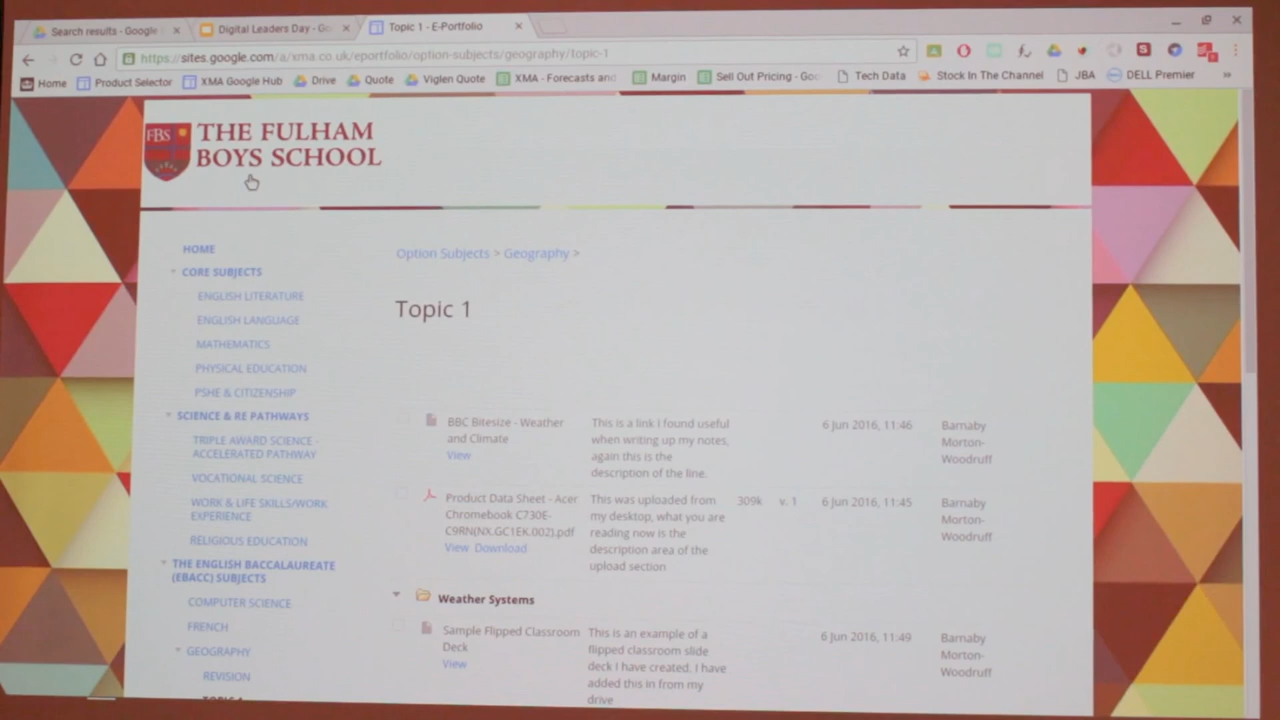 Search results - Google
Digital Leaders Day - Go
Topic 1 - E-Portfolio
https://sites.google.com/a/xma.co.uk/eportfolio/option-subjects/geography/topic-1
Home
Product Selector
XMA Google Hub
Drive
Quote
Viglen Quote
XMA - Forecasts and
Margin
Sell Out Pricing - Goo
Tech Data
Stock In The Channel
JBA
DELL Premier
»
FBS
THE FULHAM
BOYS SCHOOL
HOME
CORE SUBJECTS
ENGLISH LITERATURE
ENGLISH LANGUAGE
MATHEMATICS
PHYSICAL EDUCATION
PSHE & CITIZENSHIP
SCIENCE & RE PATHWAYS
TRIPLE AWARD SCIENCE -
ACCELERATED PATHWAY
VOCATIONAL SCIENCE
WORK & LIFE SKILLS/WORK
EXPERIENCE
RELIGIOUS EDUCATION
THE ENGLISH BACCALAUREATE
(EBACC) SUBJECTS
COMPUTER SCIENCE
FRENCH
GEOGRAPHY
REVISION
Option Subjects > Geography >
Topic 1
BBC Bitesize - Weather
and Climate
View
This is a link I found useful
when writing up my notes,
again this is the
description of the line.
6 Jun 2016, 11:46
Barnaby
Morton-
Woodruff
Product Data Sheet - Acer
Chromebook C730E-
C9RN(NX.GC1EK.002).pdf
View Download
This was uploaded from
my desktop, what you are
reading now is the
description area of the
upload section
309k
v. 1
6 Jun 2016, 11:45
Barnaby
Morton-
Woodruff
Weather Systems
Sample Flipped Classroom
Deck
View
This is an example of a
flipped classroom slide
deck I have created. I have
added this in from my
drive
6 Jun 2016, 11:49
Barnaby
Morton-
Woodruff